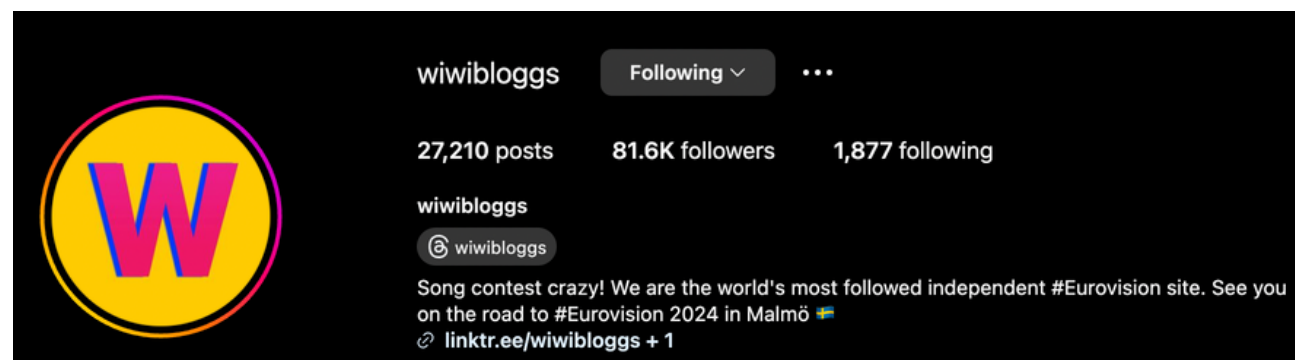 wiwibloggs Following
27,210 posts 81.6K followers 1,877 following
W
wiwibloggs
wiwibloggs
Song contest crazy! We are the world's most followed independent #Eurovision site. See you
on the road to #Eurovision 2024 in Malmö 🇸🇪
linktr.ee/wiwibloggs + 1